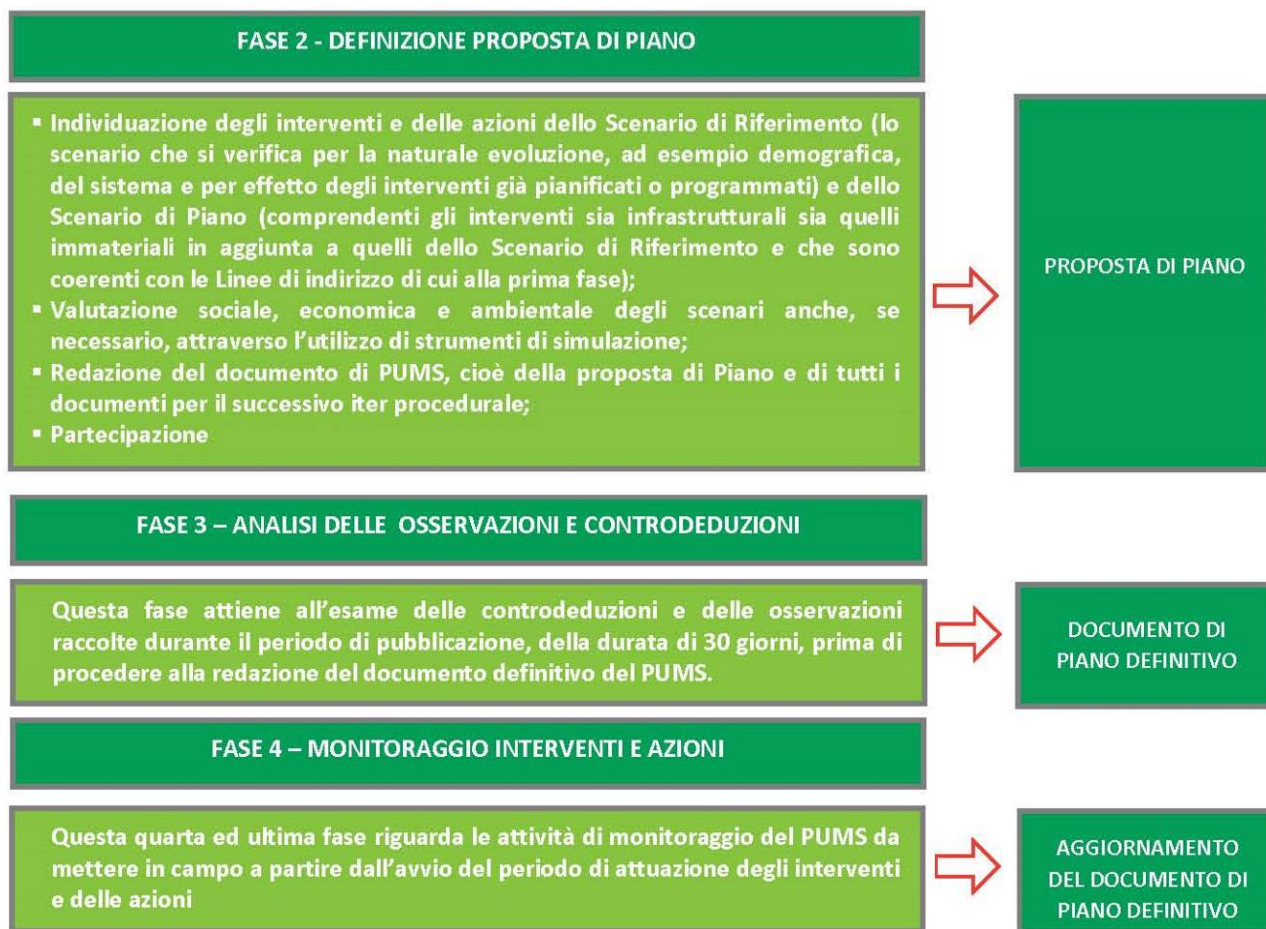 FASE 2 - DEFINIZIONE PROPOSTA DI PIANO
▪ Individuazione degli interventi e delle azioni dello Scenario di Riferimento (lo
scenario che si verifica per la naturale evoluzione, ad esempio demografica,
del sistema e per effetto degli interventi già pianificati o programmati) e dello
Scenario di Piano (comprendenti gli interventi sia infrastrutturali sia quelli
immateriali in aggiunta a quelli dello Scenario di Riferimento e che sono
coerenti con le Linee di indirizzo di cui alla prima fase);
▪ Valutazione sociale, economica e ambientale degli scenari anche, se
necessario, attraverso l'utilizzo di strumenti di simulazione;
▪ Redazione del documento di PUMS, cioè della proposta di Piano e di tutti i
documenti per il successivo iter procedurale;
▪ Partecipazione
PROPOSTA DI PIANO
FASE 3 – ANALISI DELLE OSSERVAZIONI E CONTRODEDUZIONI
Questa fase attiene all'esame delle controdeduzioni e delle osservazioni
raccolte durante il periodo di pubblicazione, della durata di 30 giorni, prima di
procedere alla redazione del documento definitivo del PUMS.
DOCUMENTO DI
PIANO DEFINITIVO
FASE 4 – MONITORAGGIO INTERVENTI E AZIONI
Questa quarta ed ultima fase riguarda le attività di monitoraggio del PUMS da
mettere in campo a partire dall'avvio del periodo di attuazione degli interventi
e delle azioni
AGGIORNAMENTO
DEL DOCUMENTO DI
PIANO DEFINITIVO